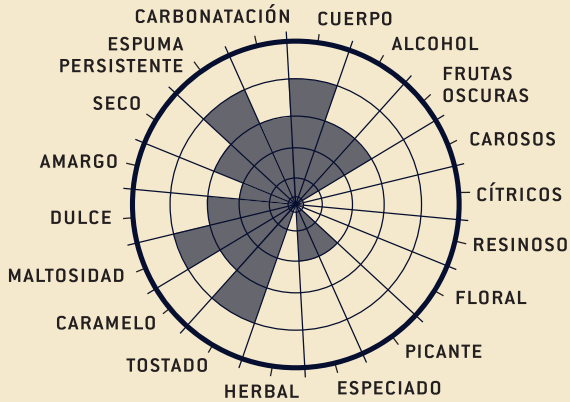 CARBONATACIÓN
CUERPO
ALCOHOL
FRUTAS
OSCURAS
CAROSOS
CÍTRICOS
RESINOSO
FLORAL
PICANTE
ESPECIADO
HERBAL
TOSTADO
CARAMELO
MALTOSIDAD
DULCE
AMARGO
SECO
ESPUMA
PERSISTENTE